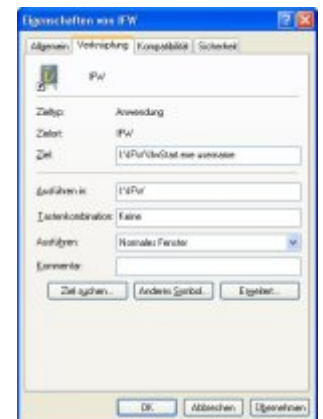 Eigenschaften von IFW
Allgemein Verknüpfung Kompatibilität Sicherheit
IFW
Zieltyp: Anwendung
Zielort: IFW
Ziel:
Ausführen in:
Tastenkombination: Keine
Ausführen: Normales Fenster
Kommentar:
Ziel suchen... Anderes Symbol... Erweitert...
OK Abbrechen Übernehmen